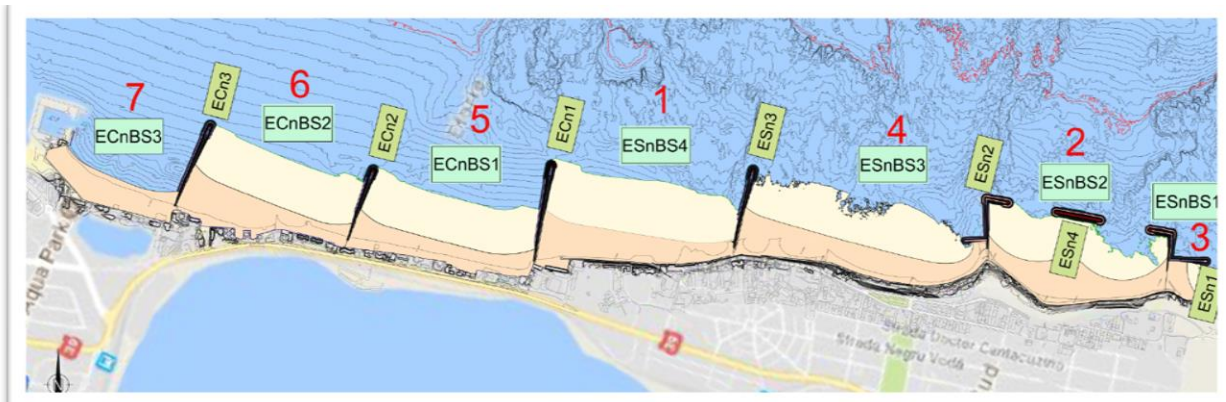 7
ECnBS3
ECn3
6
ECnBS2
ECn2
5
ECnBS1
ECn1
1
ESnBS4
ESn3
4
ESnBS3
ESn2
2
ESnBS2
ESn4
ESnBS1
3
ESn1
Aqua Park
Strada Doctor Cantacuzino
Strada Negru Vodă
39
N